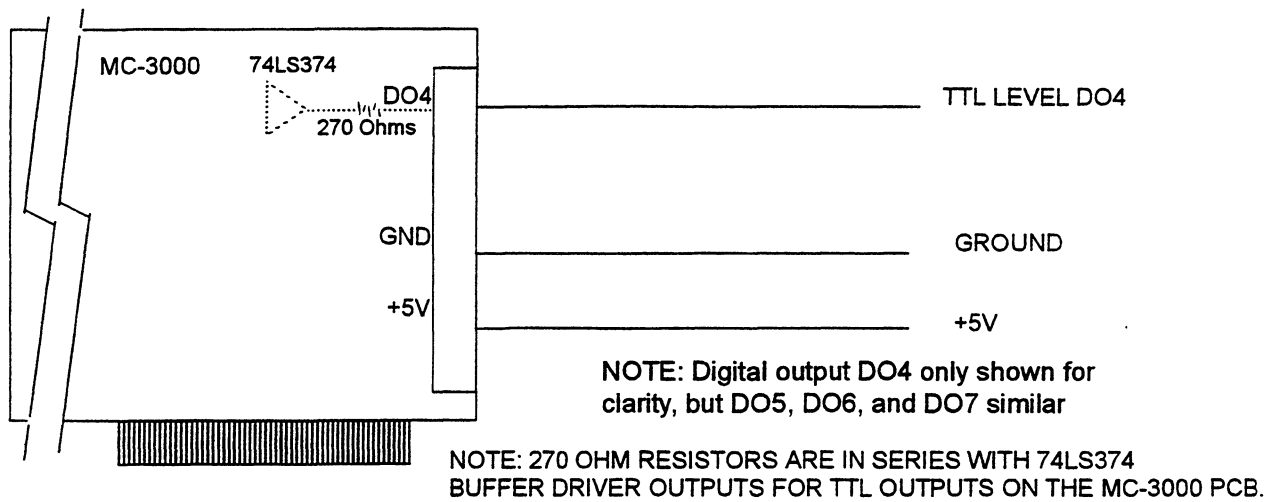 MC-3000
74LS374
DO4
270 Ohms
TTL LEVEL DO4
GND
GROUND
+5V
+5V
NOTE: Digital output DO4 only shown for
clarity, but DO5, DO6, and DO7 similar
NOTE: 270 OHM RESISTORS ARE IN SERIES WITH 74LS374
BUFFER DRIVER OUTPUTS FOR TTL OUTPUTS ON THE MC-3000 PCB.